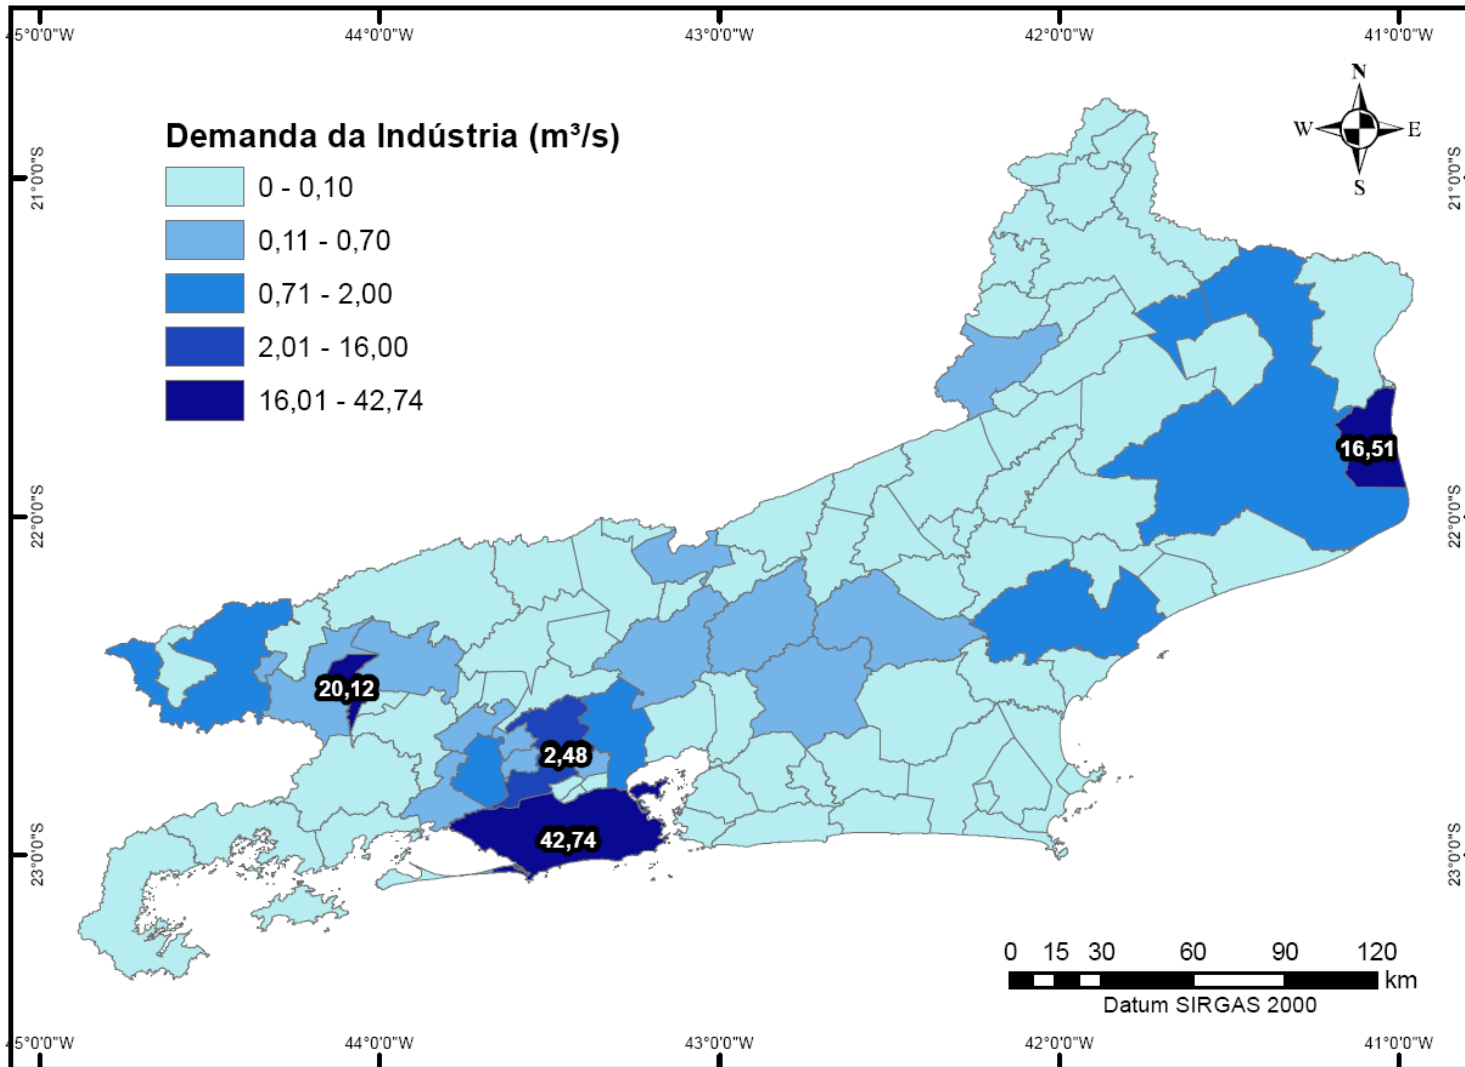 45°0'0"W 44°0'0"W 43°0'0"W 42°0'0"W 41°0'0"W
N
W E
S
Demanda da Indústria (m³/s)
0 - 0,10
0,11 - 0,70
0,71 - 2,00
2,01 - 16,00
16,01 - 42,74
21°0'0"S 21°0'0"S
16,51
22°0'0"S 22°0'0"S
20,12
2,48
42,74
23°0'0"S 23°0'0"S
0 15 30 60 90 120
km
Datum SIRGAS 2000
45°0'0"W 44°0'0"W 43°0'0"W 42°0'0"W 41°0'0"W